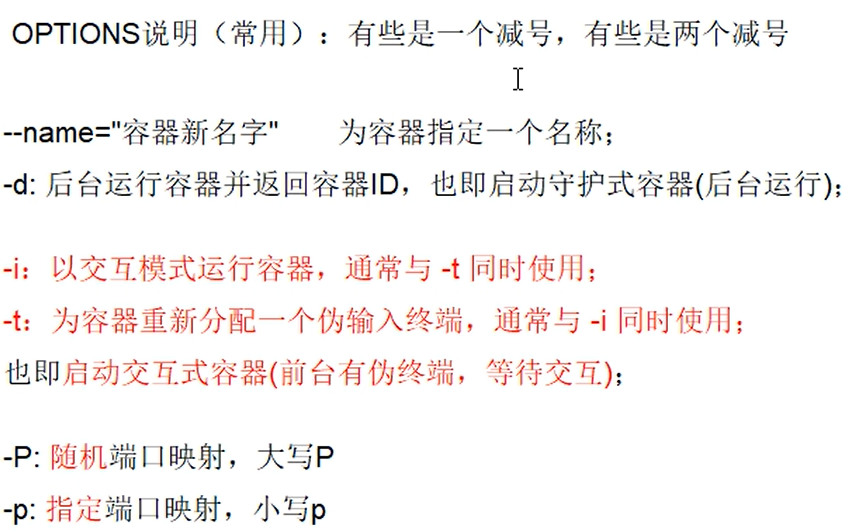 OPTIONS说明（常用）：有些是一个减号，有些是两个减号
--name="容器新名字" 为容器指定一个名称；
-d: 后台运行容器并返回容器ID，也即启动守护式容器(后台运行)；
-i：以交互模式运行容器，通常与 -t 同时使用；
-t：为容器重新分配一个伪输入终端，通常与 -i 同时使用；
也即启动交互式容器(前台有伪终端，等待交互)；
-P: 随机端口映射，大写P
-p: 指定端口映射，小写p